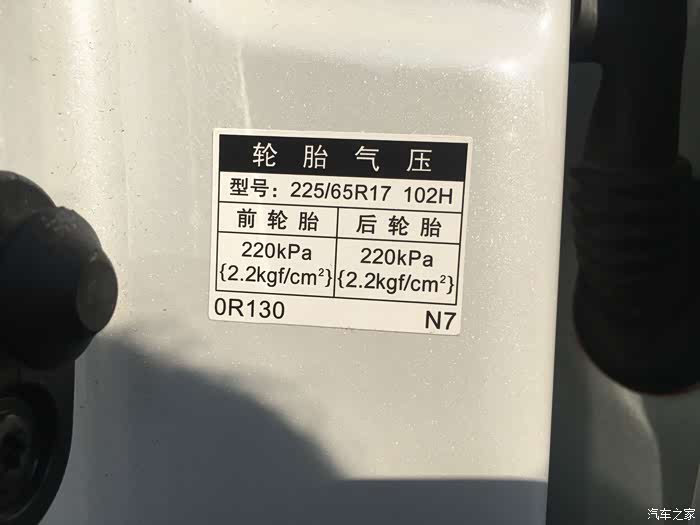 轮胎气压
型号：225/65R17 102H
前轮胎 后轮胎
220kPa 220kPa
{2.2kgf/cm²} {2.2kgf/cm²}
0R130 N7
汽车之家